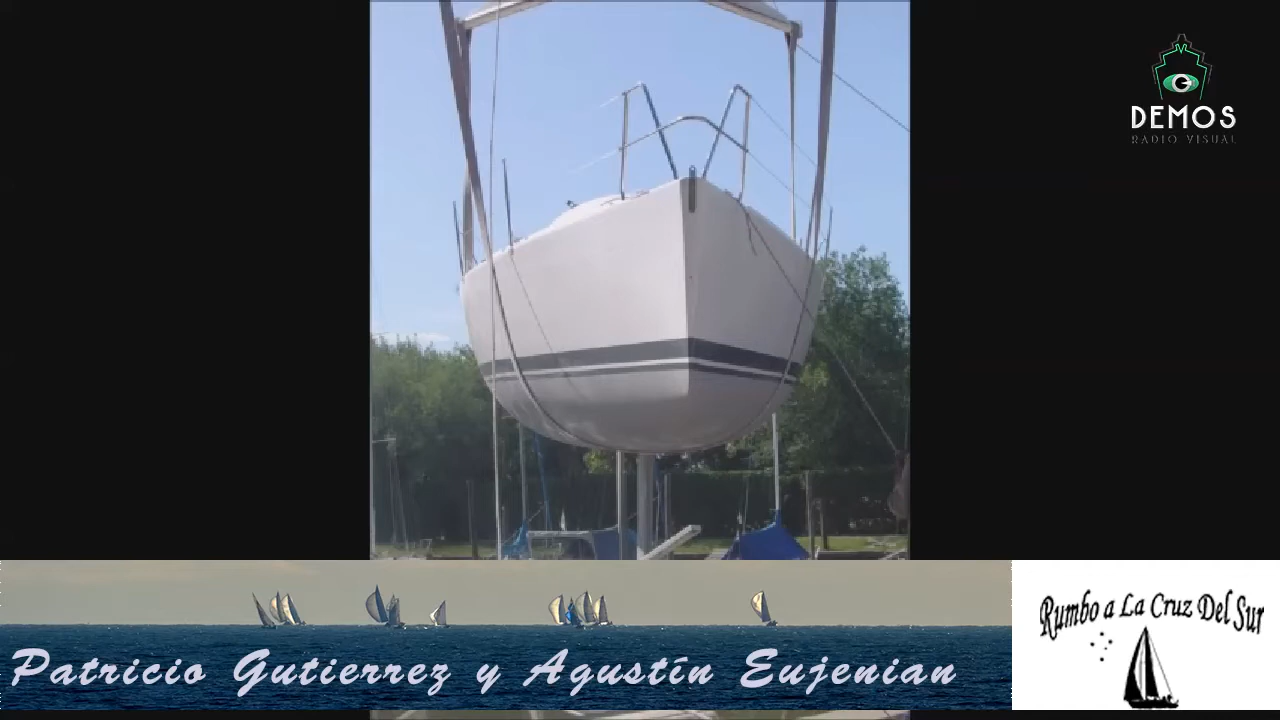 DEMOS
RADIO VISUAL
Rumbo a La Cruz Del Sur
Patricio Gutierrez y Agustín Eujenian